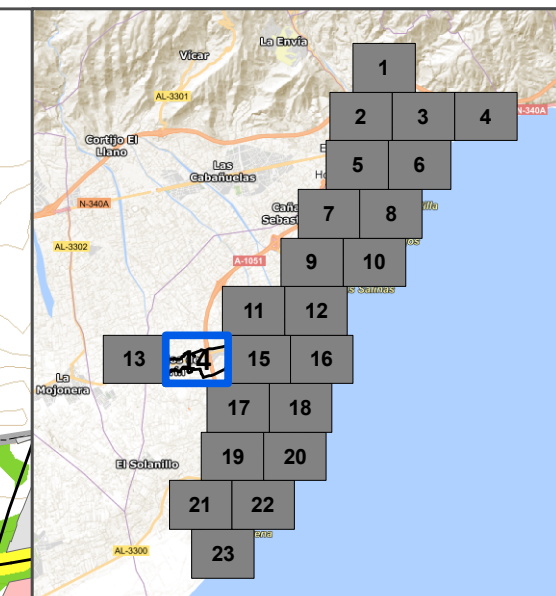 La Envía
Vícar
1
AL-3301
2 3 4
N-340A
Cortijo El
Llano
5 6
Las
Cabañuelas
N-340A
7 8
AL-3302
A-1051
9 10
s Salinas
11 12
13 14 15 16
La
Mojonera
17 18
El Solanillo
19 20
21 22
AL-3300
23